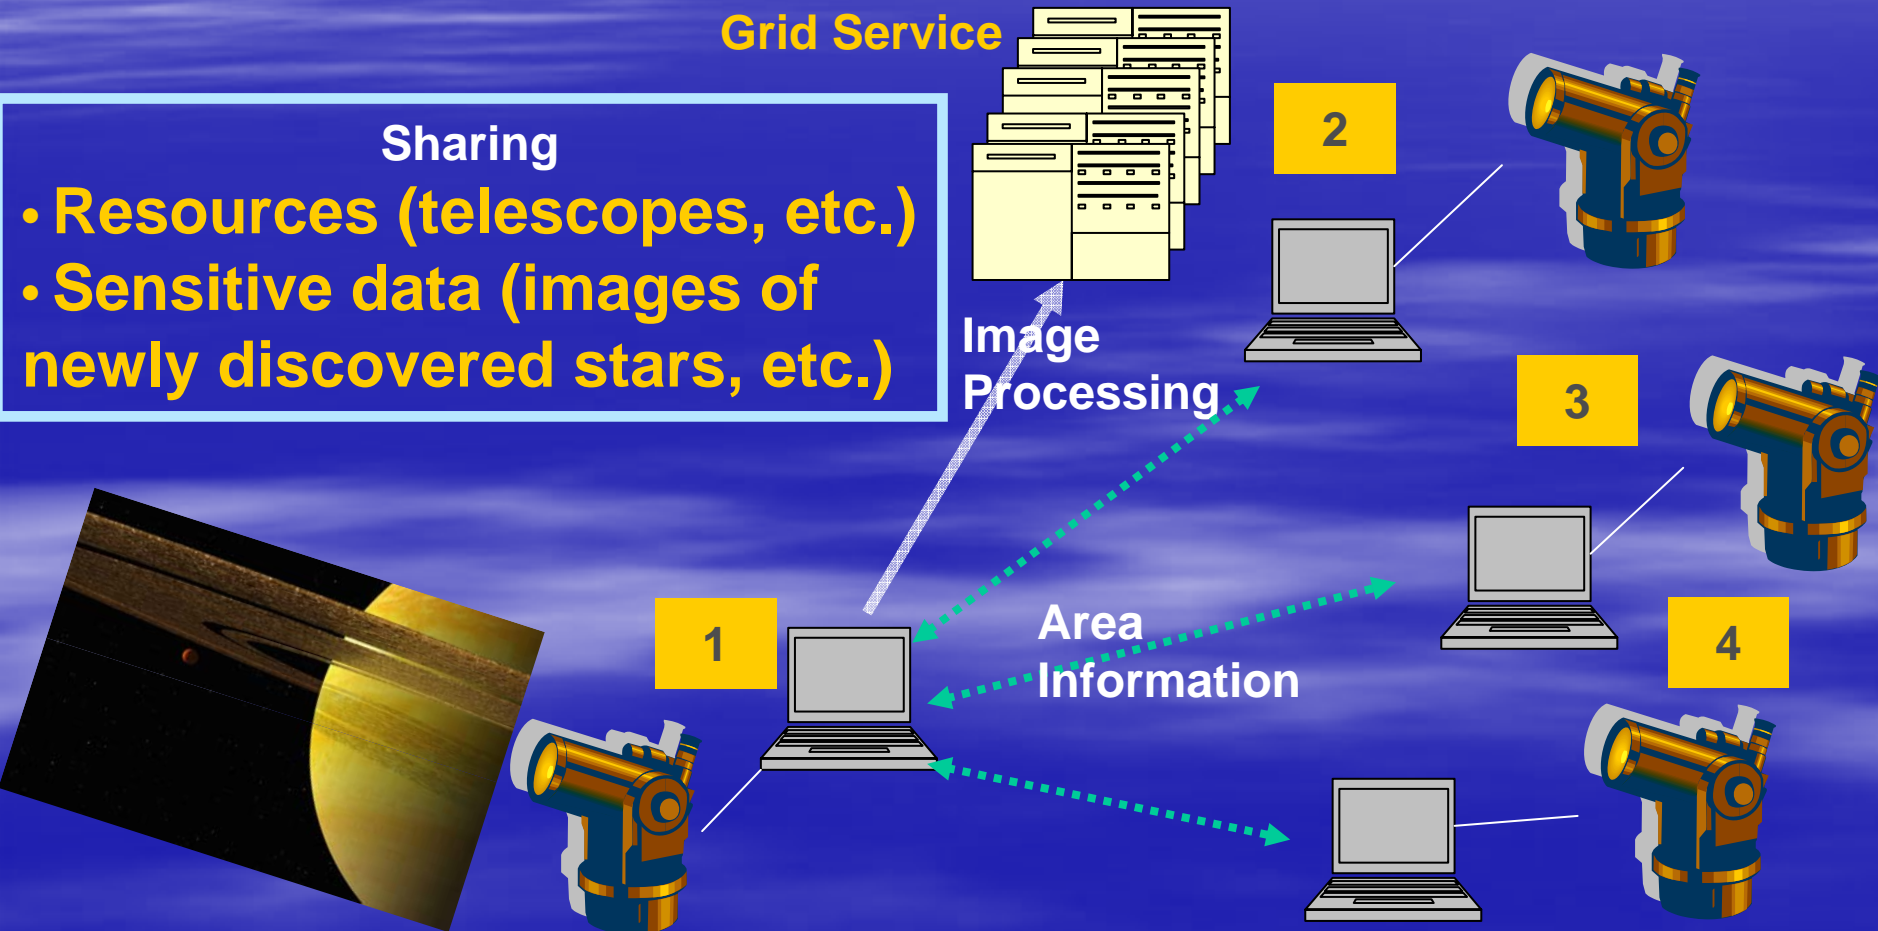 Grid Service
Sharing
• Resources (telescopes, etc.)
• Sensitive data (images of
newly discovered stars, etc.)
Image
Processing
Area
Information
1
2
3
4